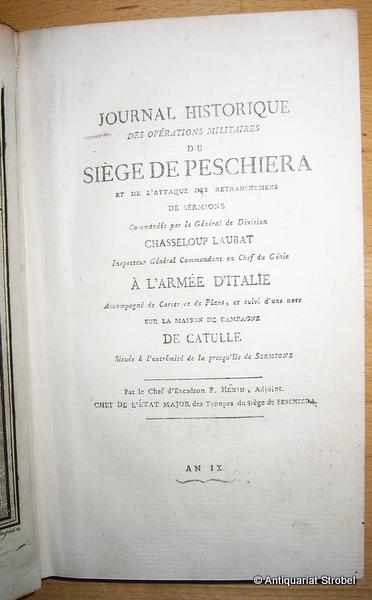 JOURNAL HISTORIQUE
DES OPÉRATIONS MILITAIRES
DU
SIÈGE DE PESCHIERA
ET DE L'ATTAQUE DES RETRANCHEMENS
DE SERMIONE
Commandés par le Général de Division
CHASSELOUP LAUBAT
Inspecteur Général Commandant en Chef du Génie
À L'ARMÉE D'ITALIE
Accompagné de Cartes et de Plans, et suivi d'une note
SUR LA MAISON DE CAMPAGNE
DE CATULLE
Située à l'extrêmité de la presqu'île de SERMIONE
Par le Chef d'Escadron F. HÉNIN, Adjoint.
CHEF DE L'ÉTAT MAJOR des Troupes du Siège de PESCHIERA.
AN IX
© Antiquariat Strobel